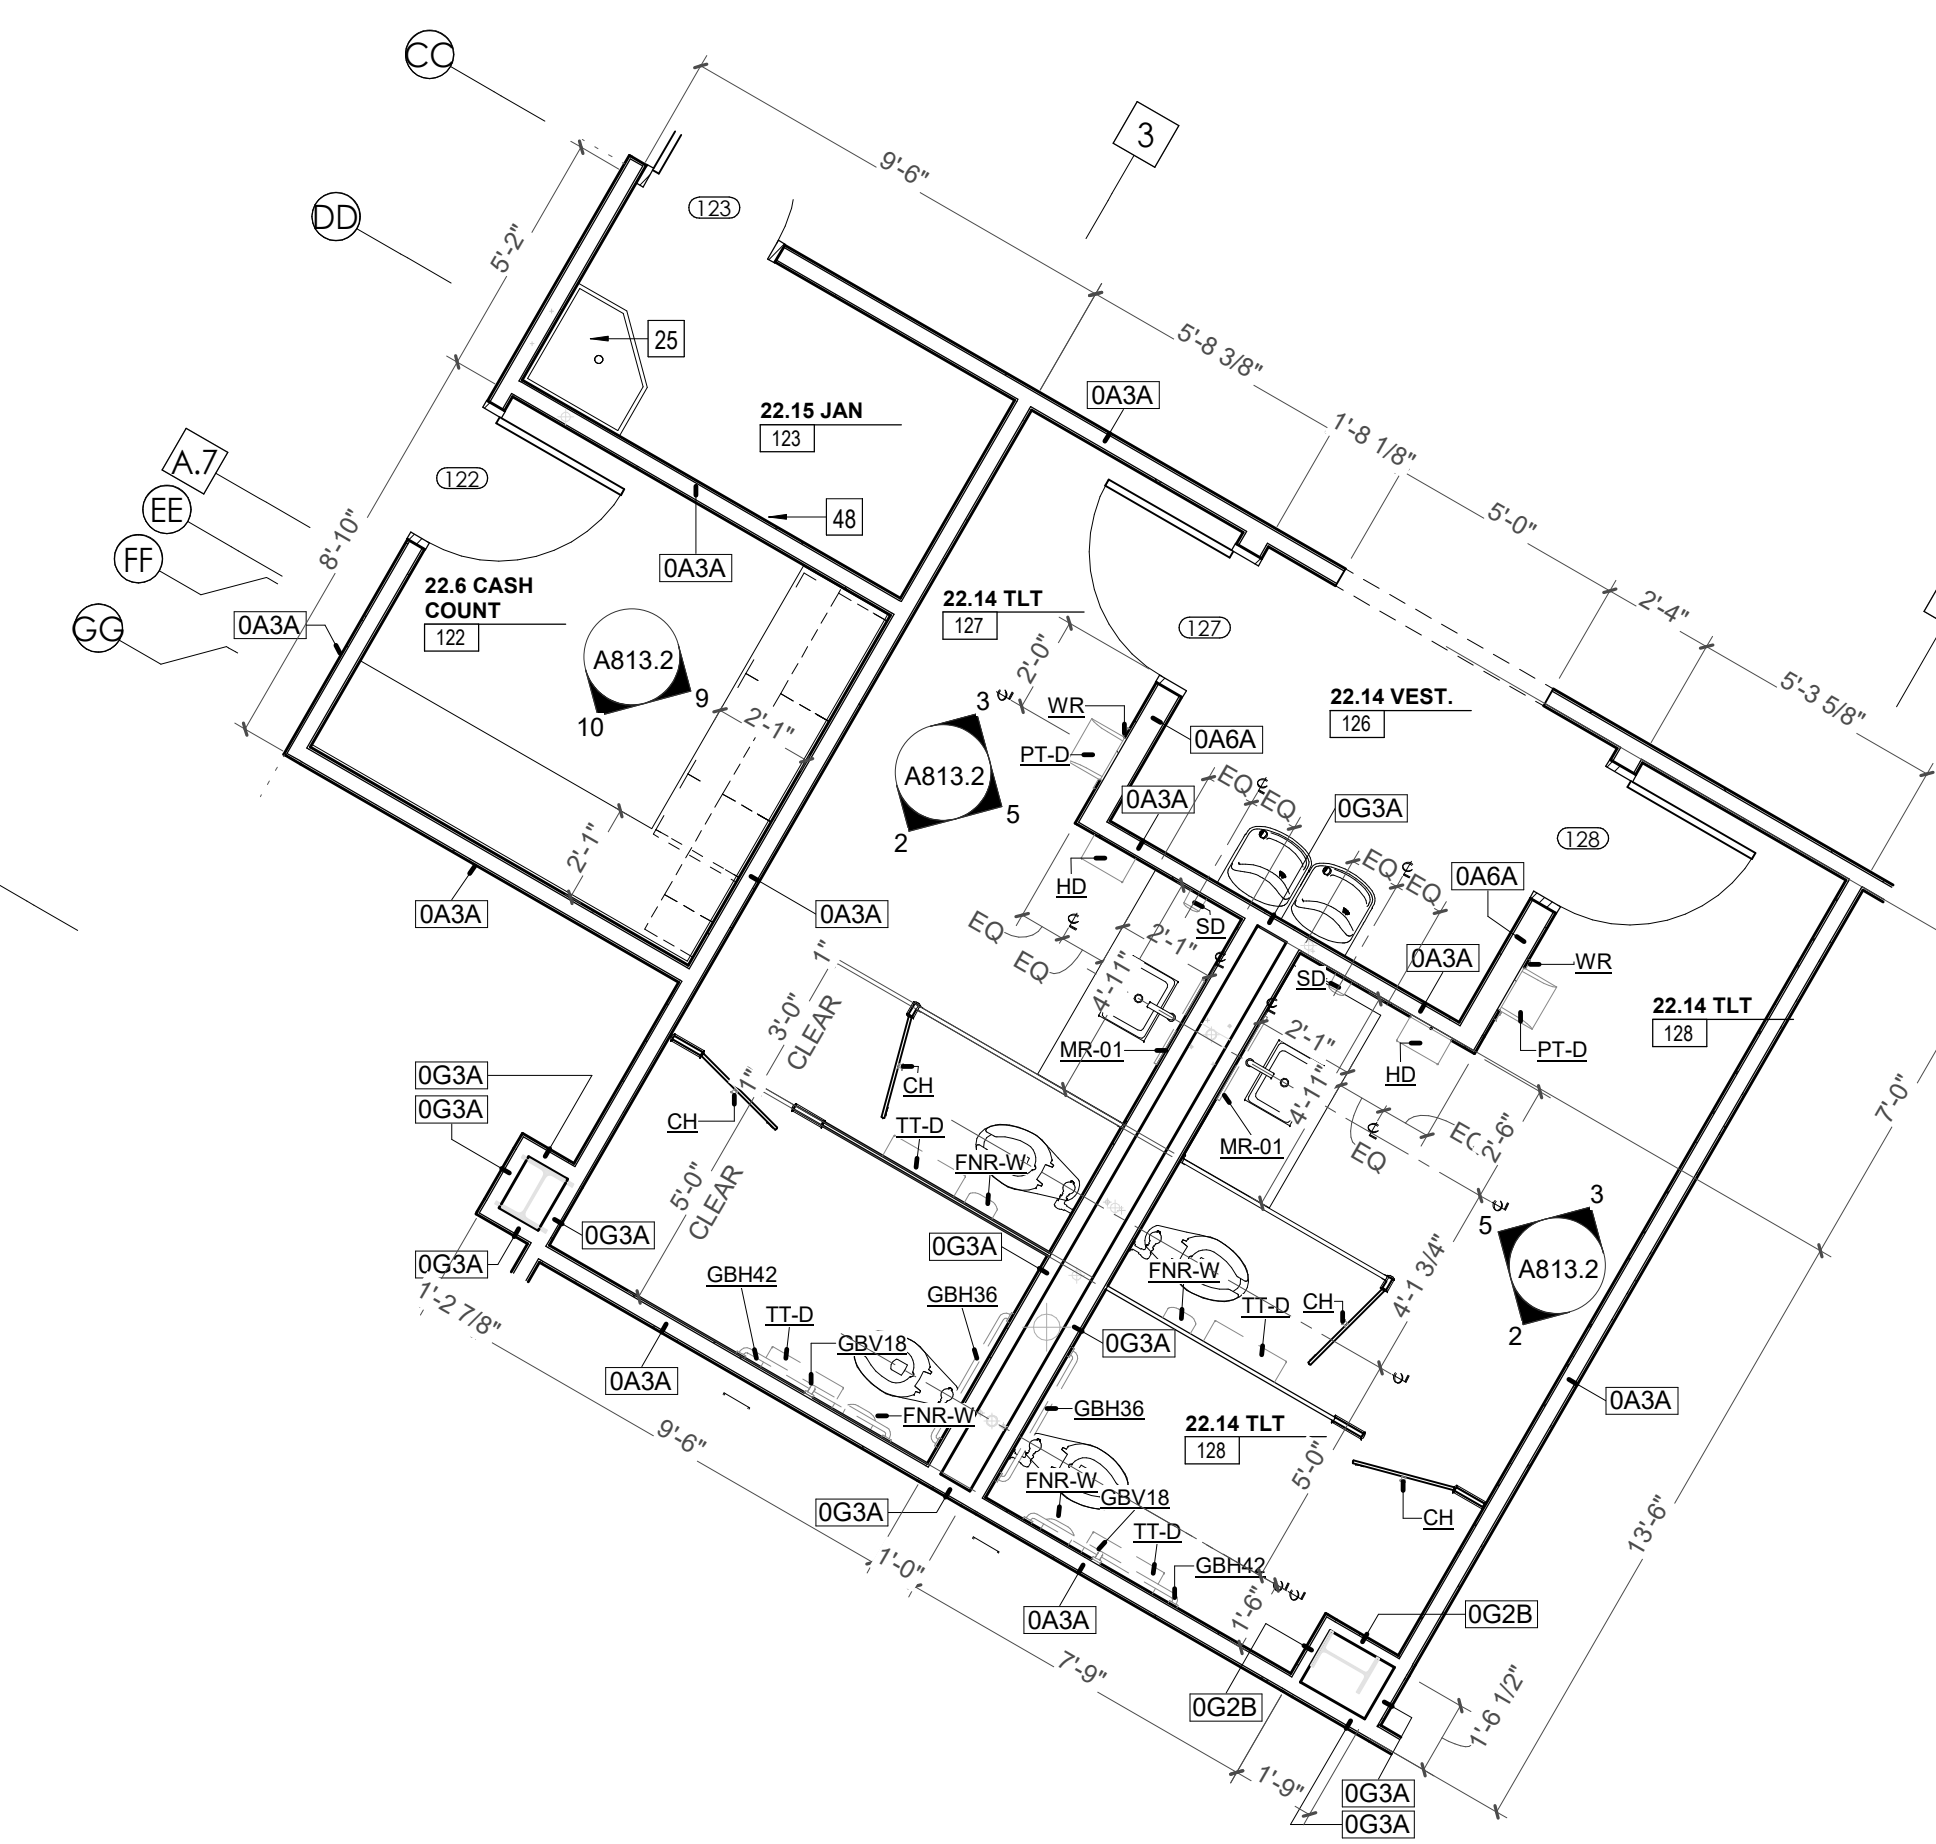 CC
3
9'-6"
DD
123
5'-2"
5'-8 3/8"
25
0A3A
1'-8 1/8"
22.15 JAN
123
A.7
122
EE
48
5'-0"
8'-10"
FF
0A3A
22.6 CASH
COUNT
122
22.14 TLT
127
2'-4"
GG
0A3A
127
A813.2
9
10
2'-0"
3
WR
22.14 VEST.
126
5'-3 5/8"
2'-1"
PT-D
0A6A
A813.2
5
2
EQ
EQ
0A3A
0G3A
128
2'-1"
HD
EQ
EQ
0A6A
0A3A
0A3A
EQ
SD
2'-1"
0A3A
WR
1"
EQ
4'-11"
SD
22.14 TLT
128
3'-0"
CLEAR
2'-1"
MR-01
PT-D
0G3A
1"
CH
HD
4'-11"
7'-0"
0G3A
CH
TT-D
MR-01
2'-6"
EQ
FNR-W
5'-0"
CLEAR
3
5
0G3A
0G3A
0G3A
A813.2
2
GBH42
FNR-W
1'-2 7/8"
GBH36
TT-D
TT-D
CH
4'-1 3/4"
GBV18
0G3A
0A3A
0A3A
FNR-W
GBH36
22.14 TLT
128
9'-6"
5'-0"
FNR-W
GBV18
0G3A
CH
TT-D
13'-6"
1'-0"
GBH42
0A3A
1'-6"
0G2B
7'-9"
0G2B
1'-6 1/2"
1'-9"
0G3A
0G3A